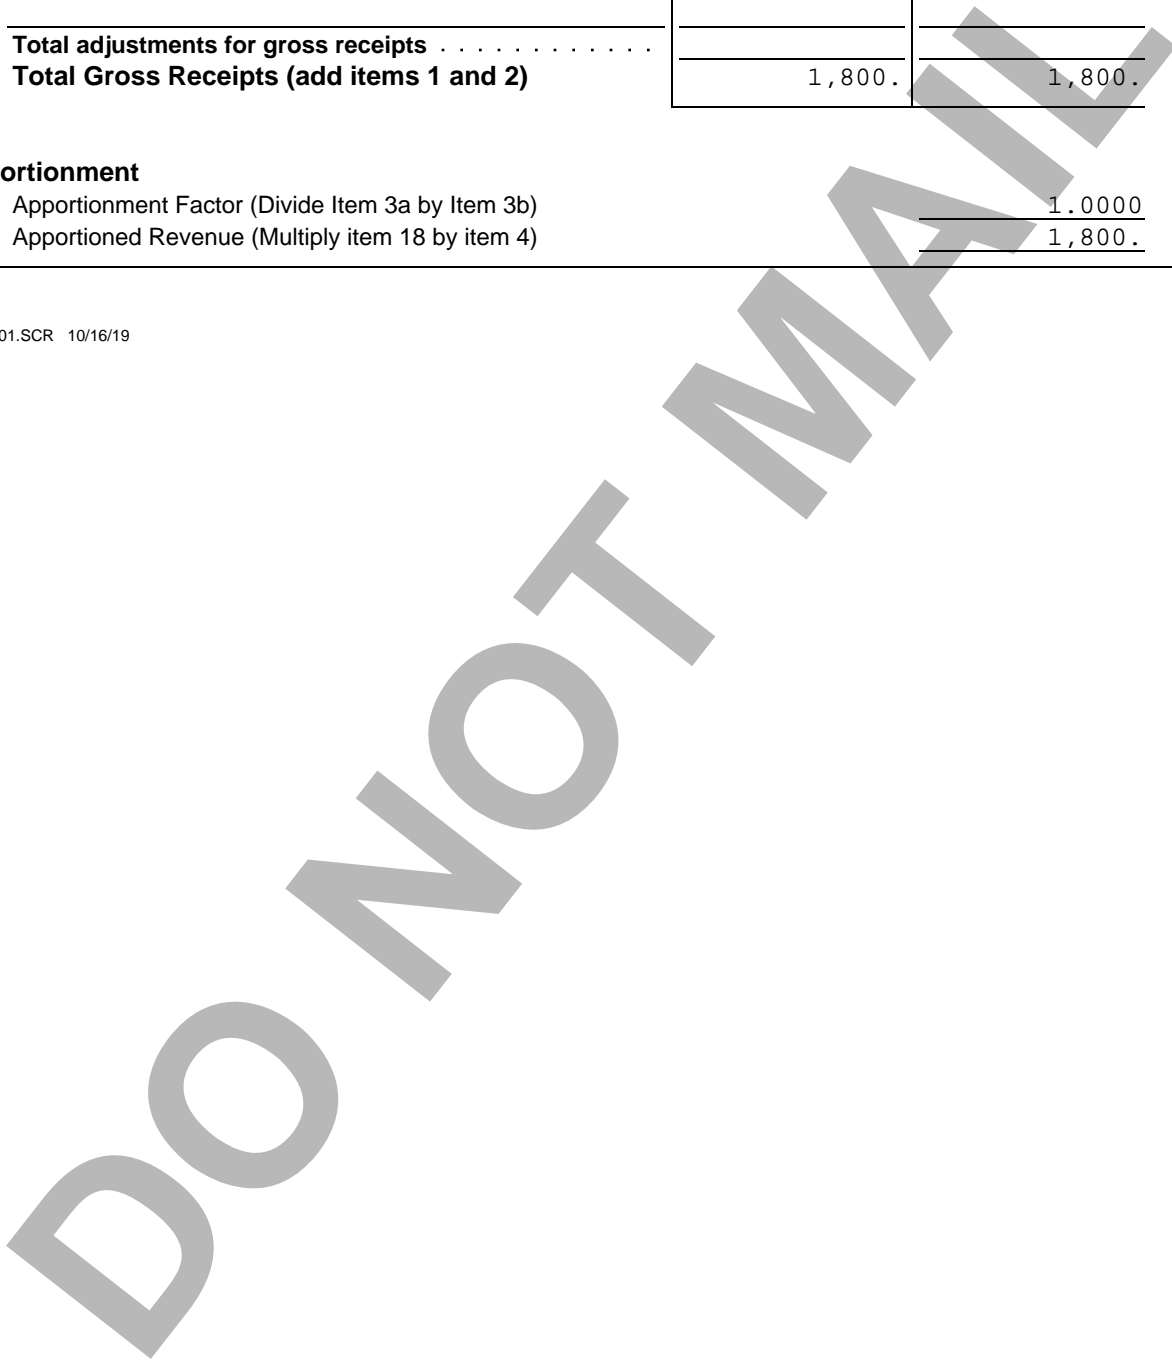 Total adjustments for gross receipts . . . . . . . . . . . .
Total Gross Receipts (add items 1 and 2) 1,800. 1,800.
ortionment
Apportionment Factor (Divide Item 3a by Item 3b) 1.0000
Apportioned Revenue (Multiply item 18 by item 4) 1,800.
01.SCR 10/16/19
DO NOT MAIL